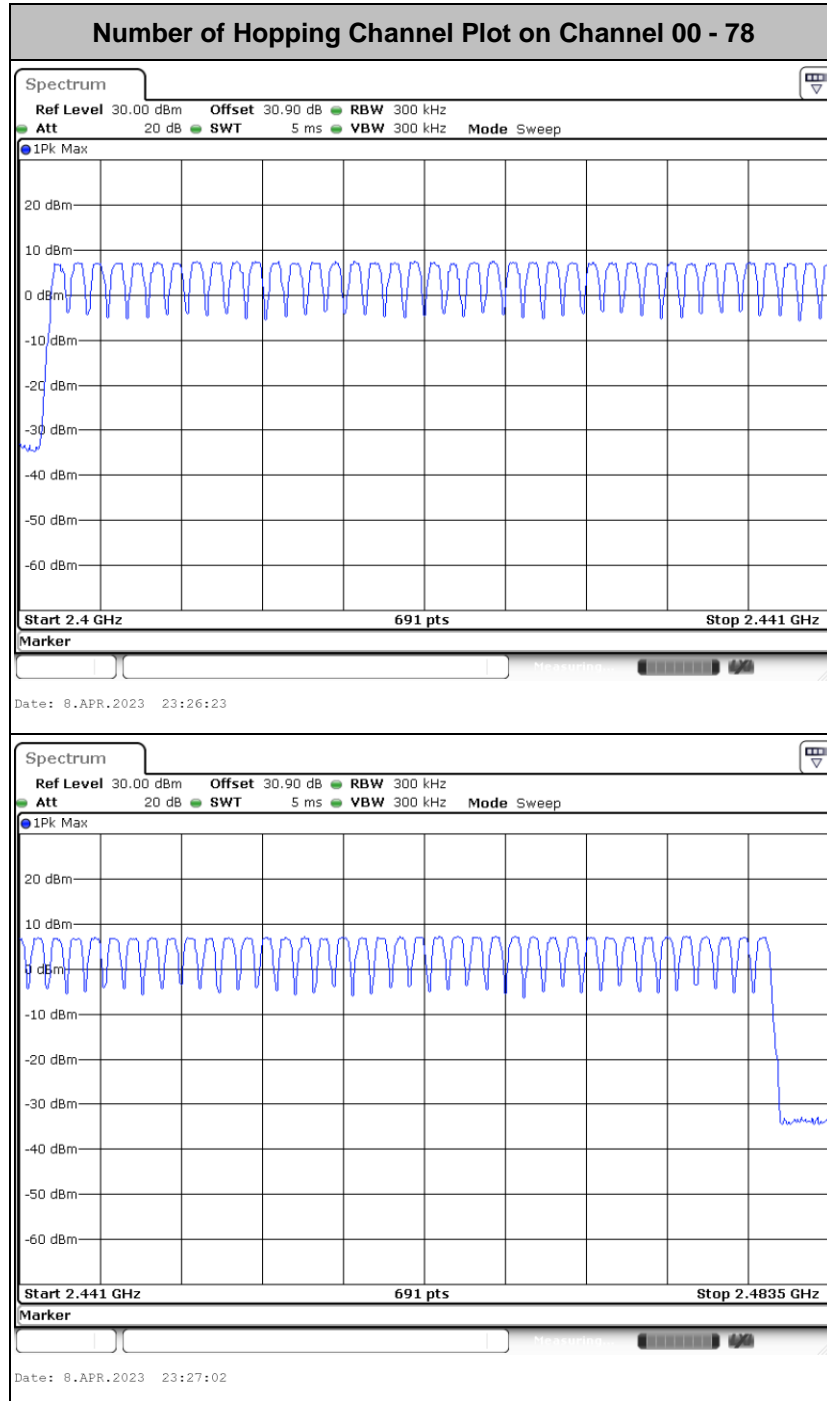 Number of Hopping Channel Plot on Channel 00 - 78
Spectrum
Ref Level 30.00 dBm Offset 30.90 dB RBW 300 kHz
Att 20 dB SWT 5 ms VBW 300 kHz Mode Sweep
1Pk Max
20 dBm
10 dBm
0 dBm
-10 dBm
-20 dBm
-30 dBm
-40 dBm
-50 dBm
-60 dBm
Start 2.4 GHz 691 pts Stop 2.441 GHz
Marker
Measuring...
Date: 8.APR.2023 23:26:23
Spectrum
Ref Level 30.00 dBm Offset 30.90 dB RBW 300 kHz
Att 20 dB SWT 5 ms VBW 300 kHz Mode Sweep
1Pk Max
20 dBm
10 dBm
0 dBm
-10 dBm
-20 dBm
-30 dBm
-40 dBm
-50 dBm
-60 dBm
Start 2.441 GHz 691 pts Stop 2.4835 GHz
Marker
Measuring...
Date: 8.APR.2023 23:27:02